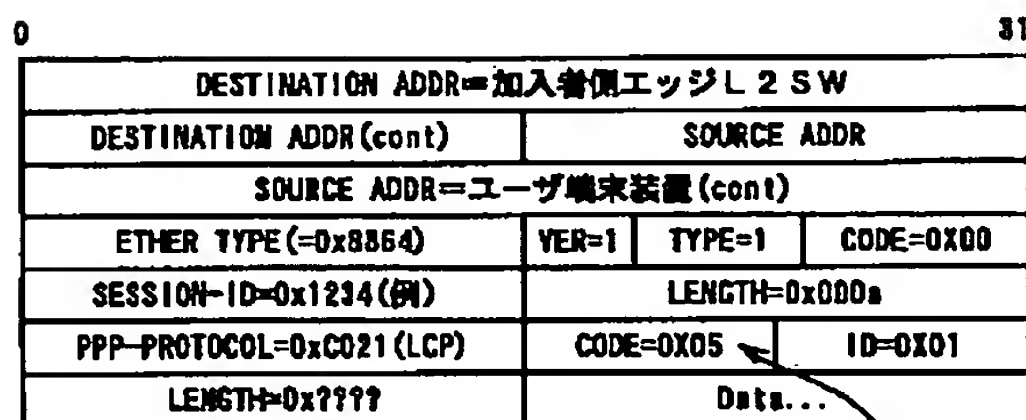 0 31
DESTINATION ADDR=加入者側エッジL2SW
DESTINATION ADDR(cont) SOURCE ADDR
SOURCE ADDR=ユーザ端末装置(cont)
ETHER TYPE(=0x8864) VER=1 TYPE=1 CODE=0X00
SESSION-ID=0x1234(例) LENGTH=0x000a
PPP-PROTOCOL=0xC021(LCP) CODE=0X05 ID=0X01
LENGTH=0x???? Data...